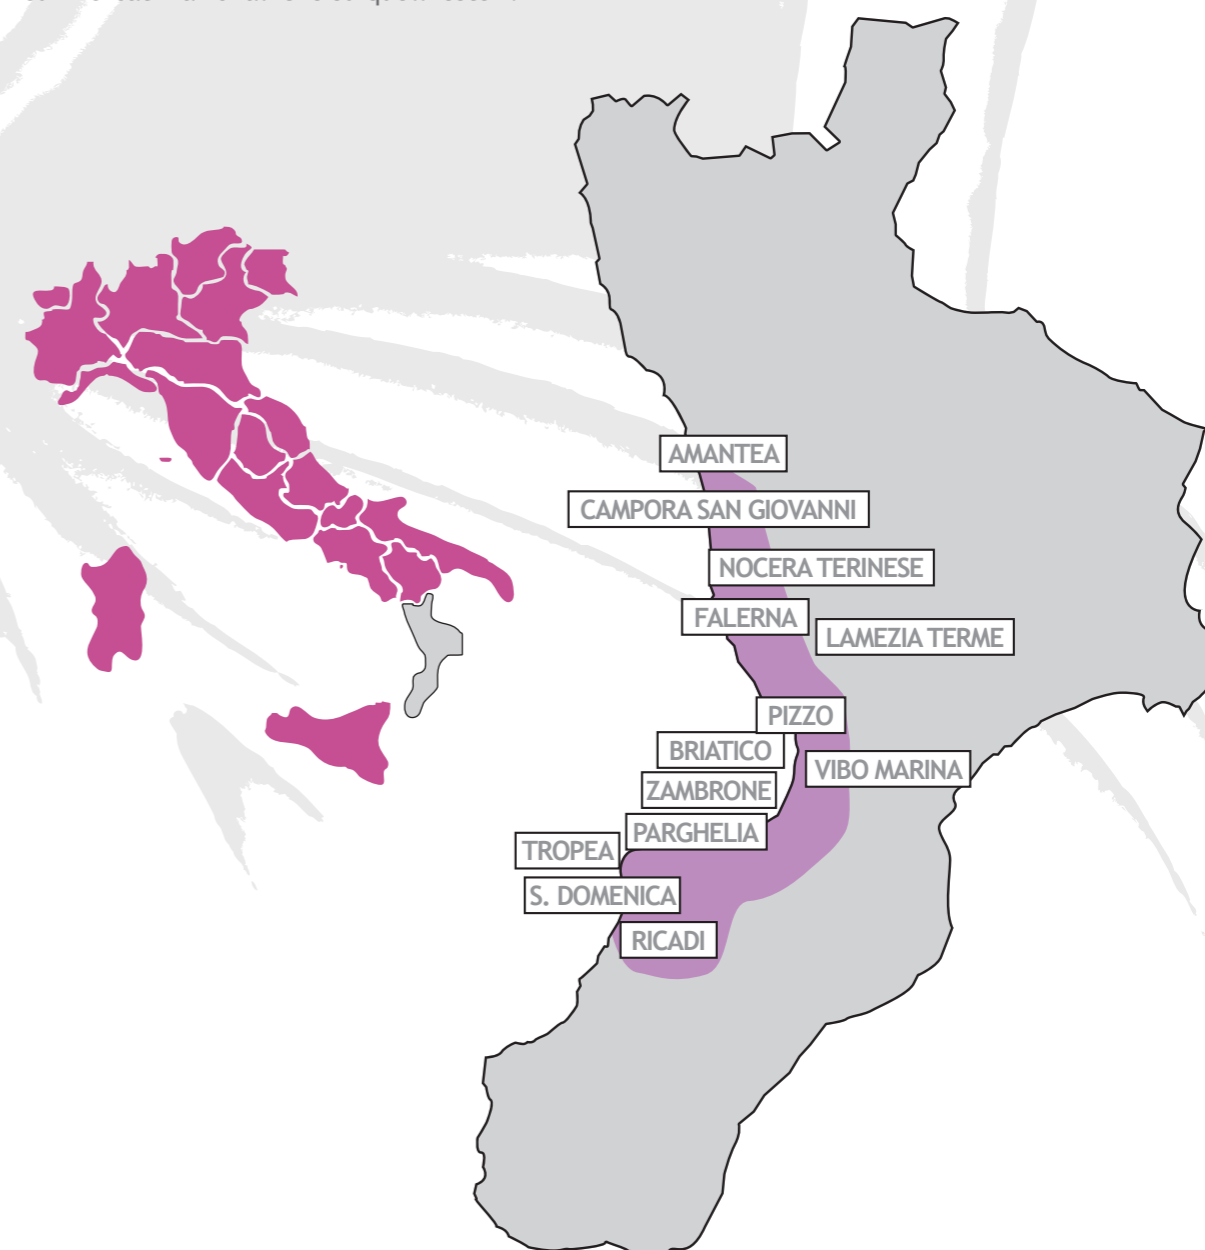 AMANTEA
CAMPORA SAN GIOVANNI
NOCERA TERINESE
FALERNA
LAMEZIA TERME
PIZZO
BRIATICO
VIBO MARINA
ZAMBRONE
PARGHELIA
TROPEA
S. DOMENICA
RICADI